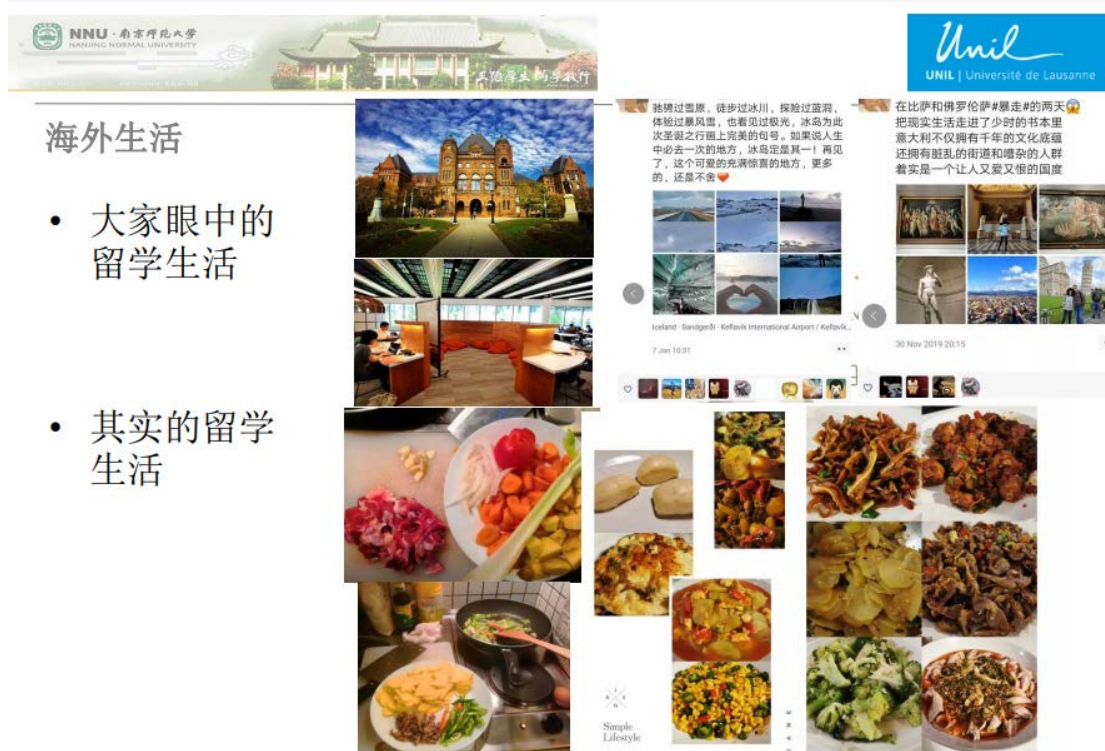 NNU · 南京师范大学
NANJING NORMAL UNIVERSITY
Unil
UNIL | Université de Lausanne
海外生活
• 大家眼中的
留学生活
• 其实的留学
生活
驰骋过雪原，徒步过冰川，探险过蓝洞，
体验过暴风雪，也看见过极光，冰岛为此
次圣诞之行画上完美的句号。如果说人生
中必去一次的地方，冰岛定是其一！再见
了，这个可爱的充满惊喜的地方，更多
的，还是不舍❤️
Iceland · Sandgerði · Keflavík International Airport / Keflavík...
7 Jan 10:31
在比萨和佛罗伦萨#暴走#的两天😱
把现实生活走进了少时的书本里
意大利不仅拥有千年的文化底蕴
还拥有脏乱的街道和嘈杂的人群
着实是一个让人又爱又恨的国度
30 Nov 2019 20:15
Simple
Lifestyle